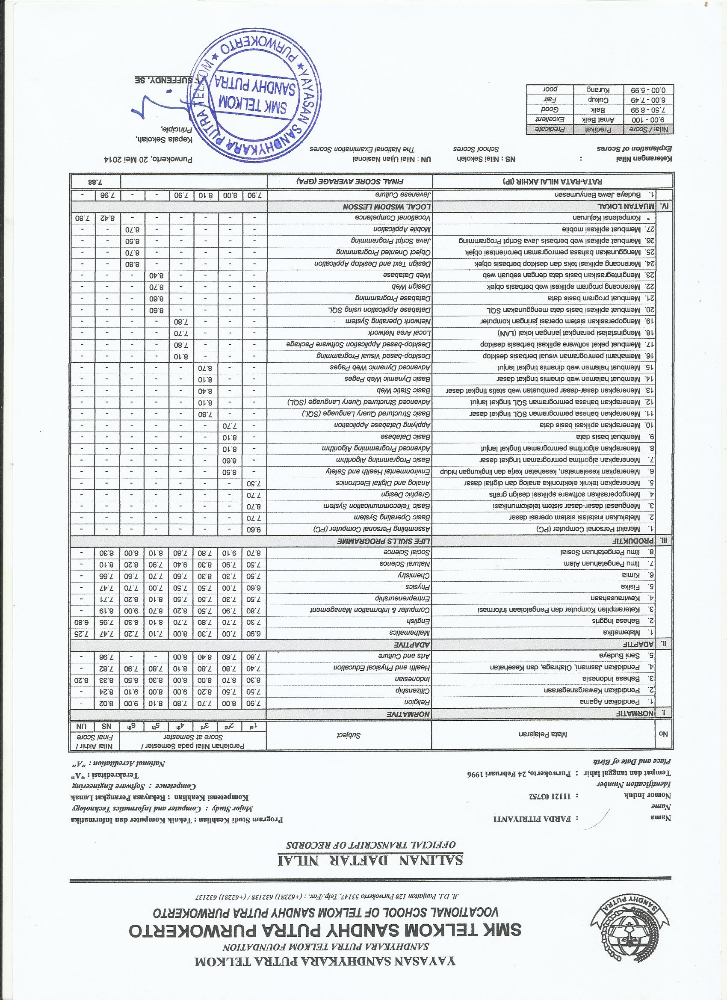 YAYASAN SANDHYKARA PUTRA TELKOM
SANDHYKARA PUTRA TELKOM FOUNDATION
SMK TELKOM SANDHY PUTRA PURWOKERTO
VOCATIONAL SCHOOL OF TELKOM SANDHY PUTRA PURWOKERTO
Jl. D.I. Panjaitan 128 Purwokerto 53147, Telp./Fax. : (+62281) 632138 / (+62281) 632137
SANDHY PUTRA
SALINAN DAFTAR NILAI
OFFICIAL TRANSCRIPT OF RECORDS
Nama : FARDA FITRIYANTI Program Studi Keahlian : Teknik Komputer dan Informatika
Name Major Study : Computer and Informatics Technology
Nomor Induk : 11121 03752 Kompetensi Keahlian : Rekayasa Perangkat Lunak
Identification Number Competence : Software Engineering
Tempat dan tanggal lahir : Purwokerto, 24 Februari 1996 Terakreditasi : "A"
Place and Date of Birth National Acreditation : "A"
No Mata Pelajaran Subject Perolehan Nilai pada Semester / Score at Semester Nilai Akhir / Final Score
1st 2nd 3rd 4th 5th 6th NS UN
I. NORMATIF NORMATIVE
1. Pendidikan Agama Religion 7.90 8.00 7.70 7.80 8.10 9.00 8.02 -
2. Pendidikan Kewarganegaraan Citizenship 7.50 7.50 8.20 9.00 8.00 9.10 8.24 -
3. Bahasa Indonesia Indonesian 8.30 8.70 8.00 8.00 8.30 8.50 8.33 8.20
4. Pendidikan Jasmani, Olahraga, dan Kesehatan Health and Physical Education 7.40 7.80 7.80 8.10 7.80 7.90 7.82 -
5. Seni Budaya Arts and Culture 7.80 7.60 8.40 8.00 - - 7.96 -
II. ADAPTIF ADAPTIVE
1. Matematika Mathematics 6.90 7.00 7.30 8.00 7.10 7.20 7.47 7.25
2. Bahasa Inggris English 7.30 7.70 7.80 7.70 8.10 8.30 7.95 6.80
3. Keterampilan Komputer dan Pengelolaan Informasi Computer & Information Management 7.80 7.90 7.50 8.20 8.70 9.00 8.19 -
4. Kewirausahaan Entrepreneurship 7.50 7.30 7.50 7.50 8.10 8.20 7.71 -
5. Fisika Physics 6.60 7.00 7.50 7.50 7.00 7.70 7.47 -
6. Kimia Chemistry 7.50 7.30 8.30 7.60 7.70 7.60 7.66 -
7. Ilmu Pengetahuan Alam Natural Science 7.50 7.90 8.30 9.40 7.90 8.20 8.10 -
8. Ilmu Pengetahuan Sosial Social Science 8.70 9.10 7.80 7.80 8.10 8.00 8.30 -
III. PRODUKTIF LIFE SKILLS PROGRAMME
1. Merakit Personal Computer (PC) Assembling Personal Computer (PC) 9.60 - - - - - - -
2. Melakukan instalasi sistem operasi dasar Basic Operating System 7.70 - - - - - - -
3. Menguasai dasar-dasar sistem telekomunikasi Basic Telecommunication System 8.70 - - - - - - -
4. Mengoperasikan software aplikasi design grafis Graphic Design 7.70 - - - - - - -
5. Menerapkan teknik elektronika analog dan digital dasar Analog and Digital Electronics 7.50 - - - - - - -
6. Menerapkan keselamatan, kesehatan kerja dan lingkungan hidup Environmental Health and Safety - 8.50 - - - - - -
7. Menerapkan algoritma pemrograman tingkat dasar Basic Programming Algorithm - 8.60 - - - - - -
8. Menerapkan algoritma pemrograman tingkat lanjut Advanced Programming Algorithm - 8.10 - - - - - -
9. Membuat basis data Basic Database - 8.10 - - - - - -
10. Menerapkan aplikasi basis data Applying Database Application - 7.70 - - - - - -
11. Menerapkan bahasa pemrograman SQL tingkat dasar Basic Structured Query Language (SQL) - - 7.80 - - - - -
12. Menerapkan bahasa pemrograman SQL tingkat lanjut Advanced Structured Query Language (SQL) - - 8.10 - - - - -
13. Menerapkan dasar-dasar pembuatan web statis tingkat dasar Basic Static Web - - 8.40 - - - - -
14. Membuat halaman web dinamis tingkat dasar Basic Dynamic Web Pages - - 8.10 - - - - -
15. Membuat halaman web dinamis tingkat lanjut Advanced Dynamic Web Pages - - 8.70 - - - - -
16. Memahami pemrograman visual berbasis desktop Desktop-based Visual Programming - - - 8.10 - - - -
17. Membuat paket software aplikasi berbasis desktop Desktop-based Application Software Package - - - 7.80 - - - -
18. Menginstalasi perangkat jaringan lokal (LAN) Local Area Network - - - 7.70 - - - -
19. Mengoperasikan sistem operasi jaringan komputer Network Operating System - - - 7.80 - - - -
20. Membuat aplikasi basis data menggunakan SQL Database Application using SQL - - - - 8.60 - - -
21. Membuat program basis data Database Programming - - - - 8.60 - - -
22. Merancang program aplikasi web berbasis objek Design Web - - - - 8.70 - - -
23. Mengintegrasikan basis data dengan sebuah web Web Database - - - - 8.40 - - -
24. Merancang aplikasi teks dan desktop berbasis objek Design Text and Desktop Application - - - - - 8.80 - -
25. Menggunakan bahasa pemrograman berorientasi objek Object Oriented Programming - - - - - 8.70 - -
26. Membuat aplikasi web berbasis Java Script Programming Java Script Programming - - - - - 8.50 - -
27. Membuat aplikasi mobile Mobile Application - - - - - 8.70 - -
* Kompetensi Kejuruan Vocational Competence - - - - - - 8.42 7.80
IV. MUATAN LOKAL LOCAL WISDOM LESSON
1. Budaya Jawa Banyumasan Javanese Culture 7.90 8.00 8.10 7.90 - - 7.98 -
RATA-RATA NILAI AKHIR (IP) FINAL SCORE AVERAGE (GPA) 7.88
Keterangan Nilai : NS : Nilai Sekolah UN : Nilai Ujian Nasional Purwokerto, 20 Mei 2014
Explanation of Scores School Scores The National Examination Scores
Kepala Sekolah,
Principle,
Nilai / Score Predikat Predicate
9.00 - 100 Amat Baik Excellent
7.50 - 8.99 Baik Good
6.00 - 7.49 Cukup Fair
0.00 - 5.99 Kurang poor
YAYASAN SANDHYKARA PUTRA TELKOM ★ PURWOKERTO ★
SMK TELKOM
SANDHY PUTRA
SUFFENDY, SE